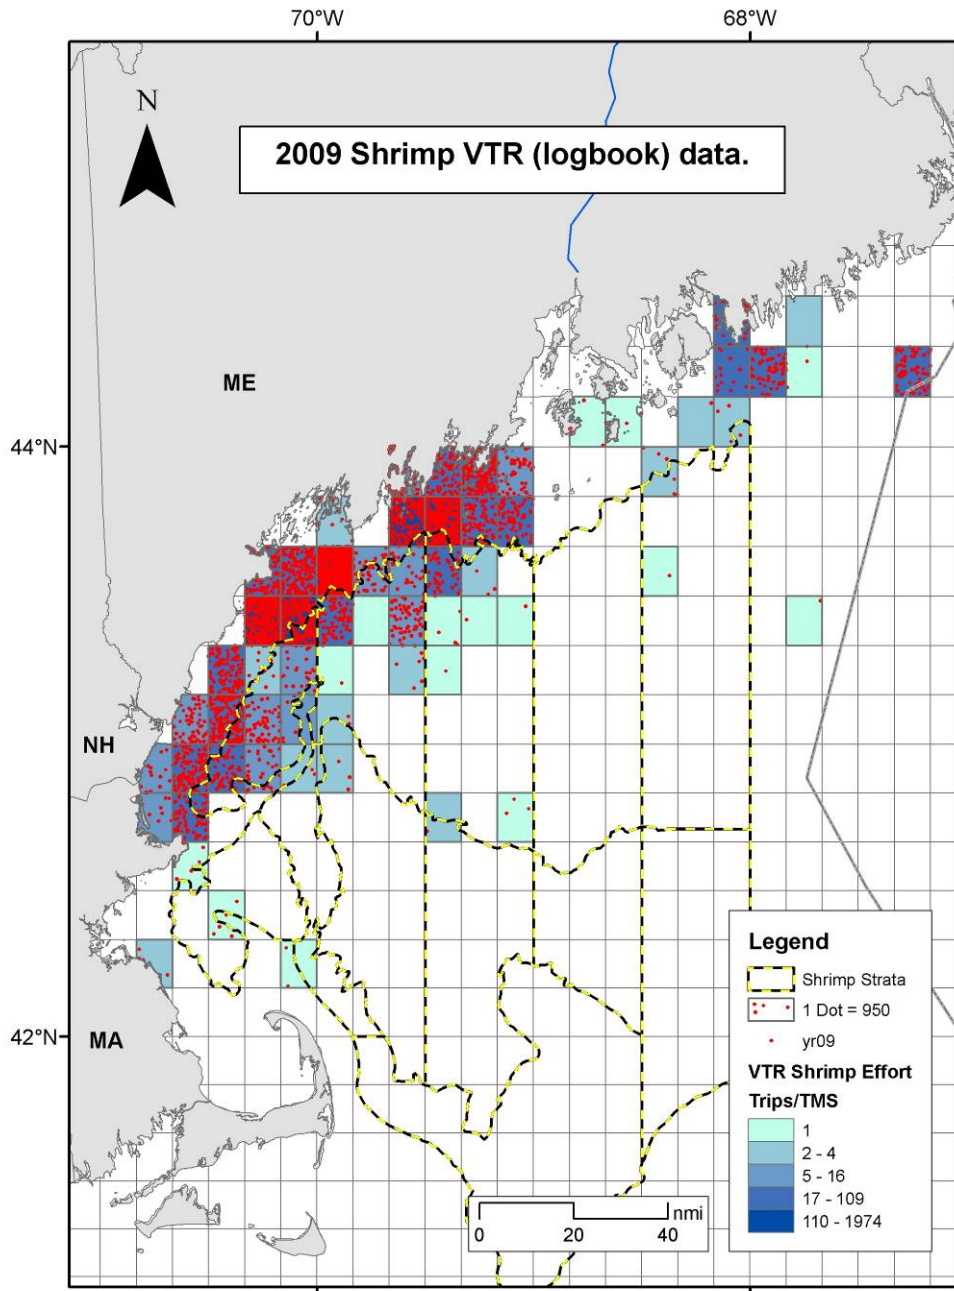 70°W
68°W
N
2009 Shrimp VTR (logbook) data.
ME
44°N
NH
Legend
Shrimp Strata
1 Dot = 950
yr09
VTR Shrimp Effort
Trips/TMS
1
2 - 4
5 - 16
17 - 109
110 - 1974
42°N
MA
nmi
0 20 40